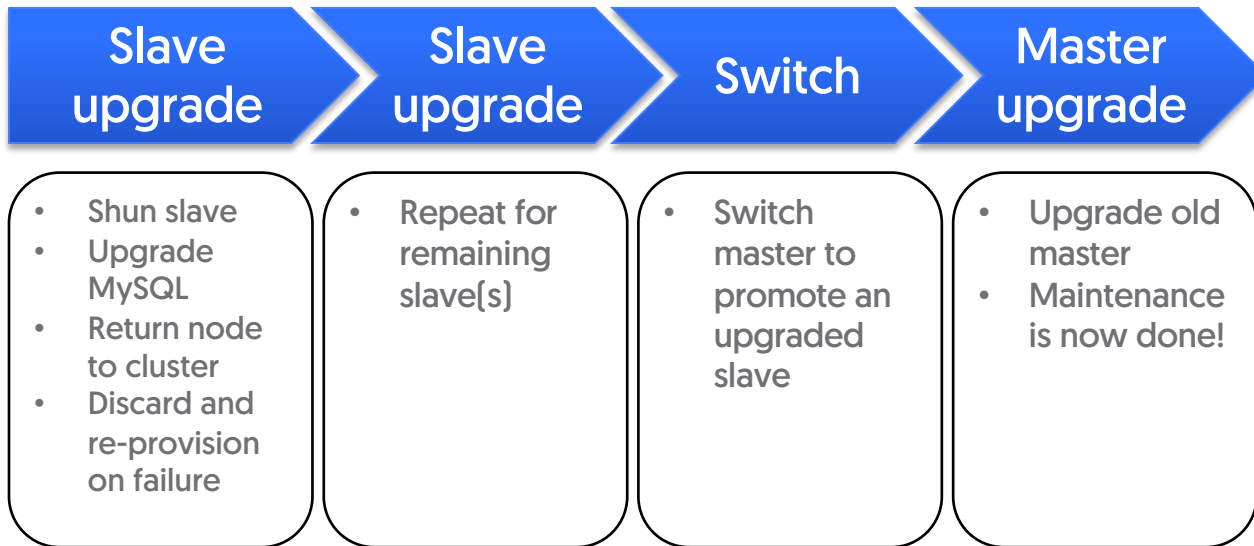 Slave
upgrade
Slave
upgrade
Switch
Master
upgrade
• Shun slave
• Upgrade
MySQL
• Return node
to cluster
• Discard and
re-provision
on failure
• Repeat for
remaining
slave(s)
• Switch
master to
promote an
upgraded
slave
• Upgrade old
master
• Maintenance
is now done!